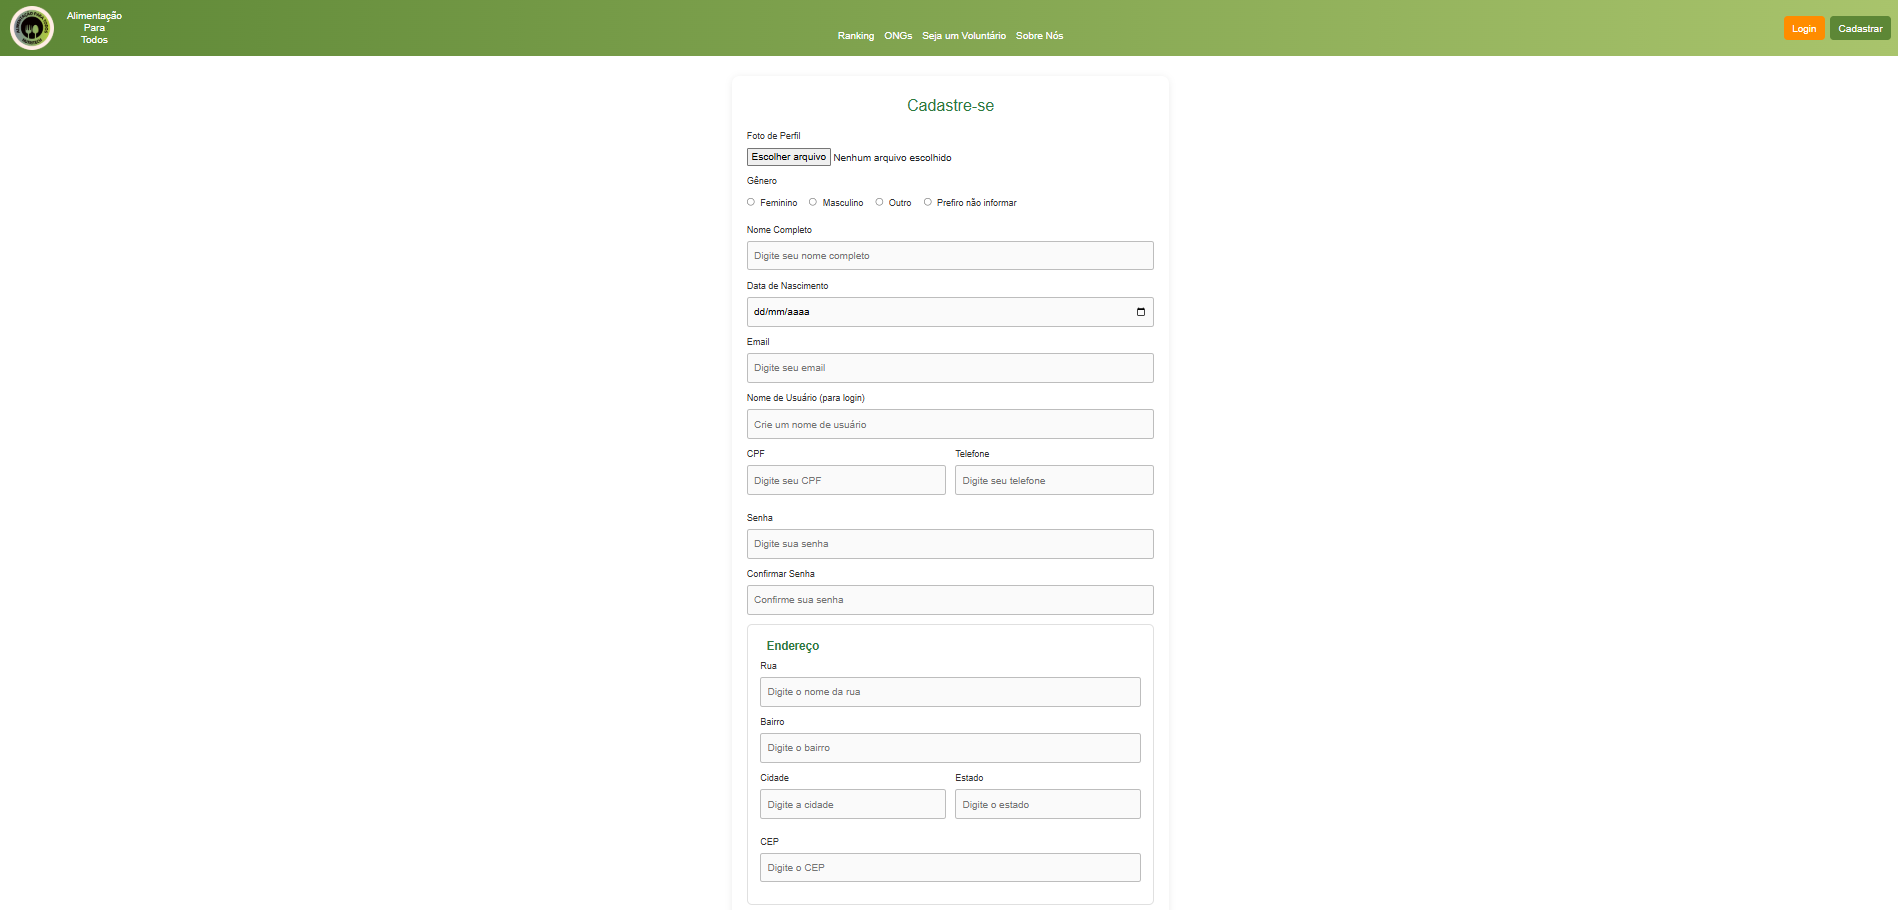 Alimentação
Para
Todos
Ranking ONGs Seja um Voluntário Sobre Nós
Login Cadastrar
Cadastre-se
Foto de Perfil
Escolher arquivo Nenhum arquivo escolhido
Gênero
Feminino Masculino Outro Prefiro não informar
Nome Completo
Digite seu nome completo
Data de Nascimento
dd/mm/aaaa
Email
Digite seu email
Nome de Usuário (para login)
Crie um nome de usuário
CPF Telefone
Digite seu CPF Digite seu telefone
Senha
Digite sua senha
Confirmar Senha
Confirme sua senha
Endereço
Rua
Digite o nome da rua
Bairro
Digite o bairro
Cidade Estado
Digite a cidade Digite o estado
CEP
Digite o CEP